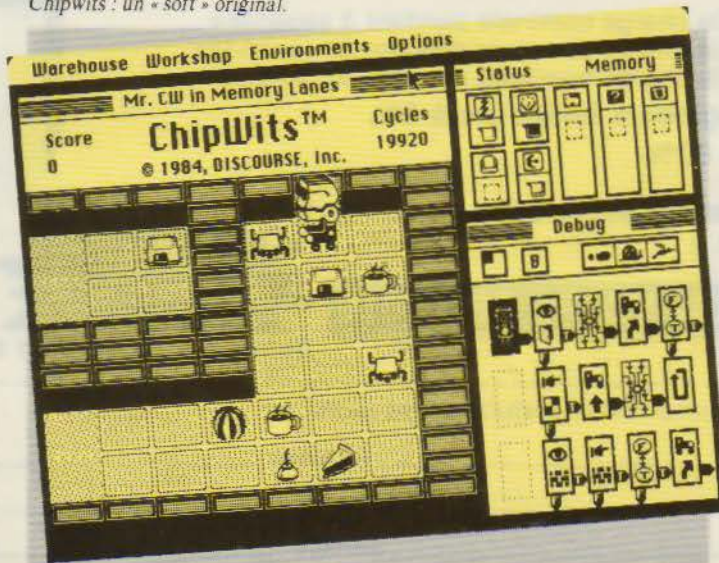 Chipwits : un « soft » original.
Warehouse Workshop Environments Options
Mr. CW in Memory Lanes
Score
0
ChipWits™
© 1984, DISCOURSE, Inc.
Cycles
19920
Status
Memory
?
Debug
B
F
T
F
T